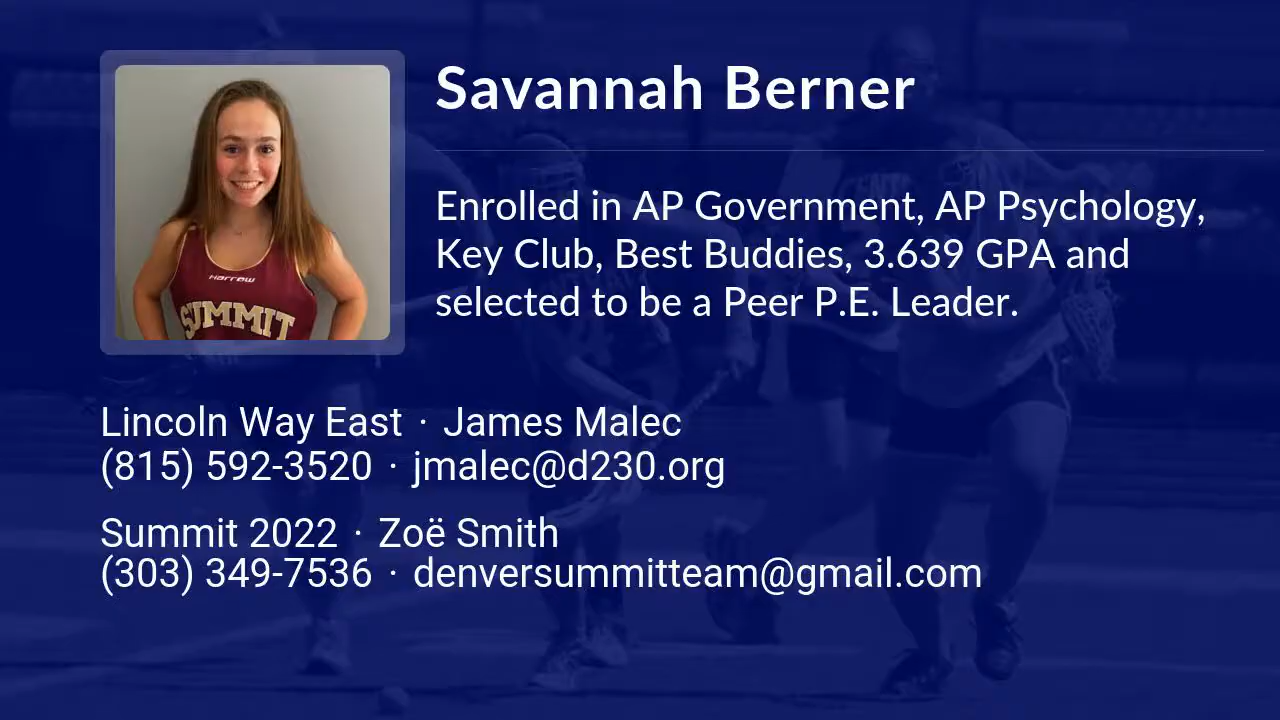 Savannah Berner
Enrolled in AP Government, AP Psychology,
Key Club, Best Buddies, 3.639 GPA and
selected to be a Peer P.E. Leader.
Harrow
SUMMIT
Lincoln Way East · James Malec
(815) 592-3520 · jmalec@d230.org
Summit 2022 · Zoë Smith
(303) 349-7536 · denversummitteam@gmail.com